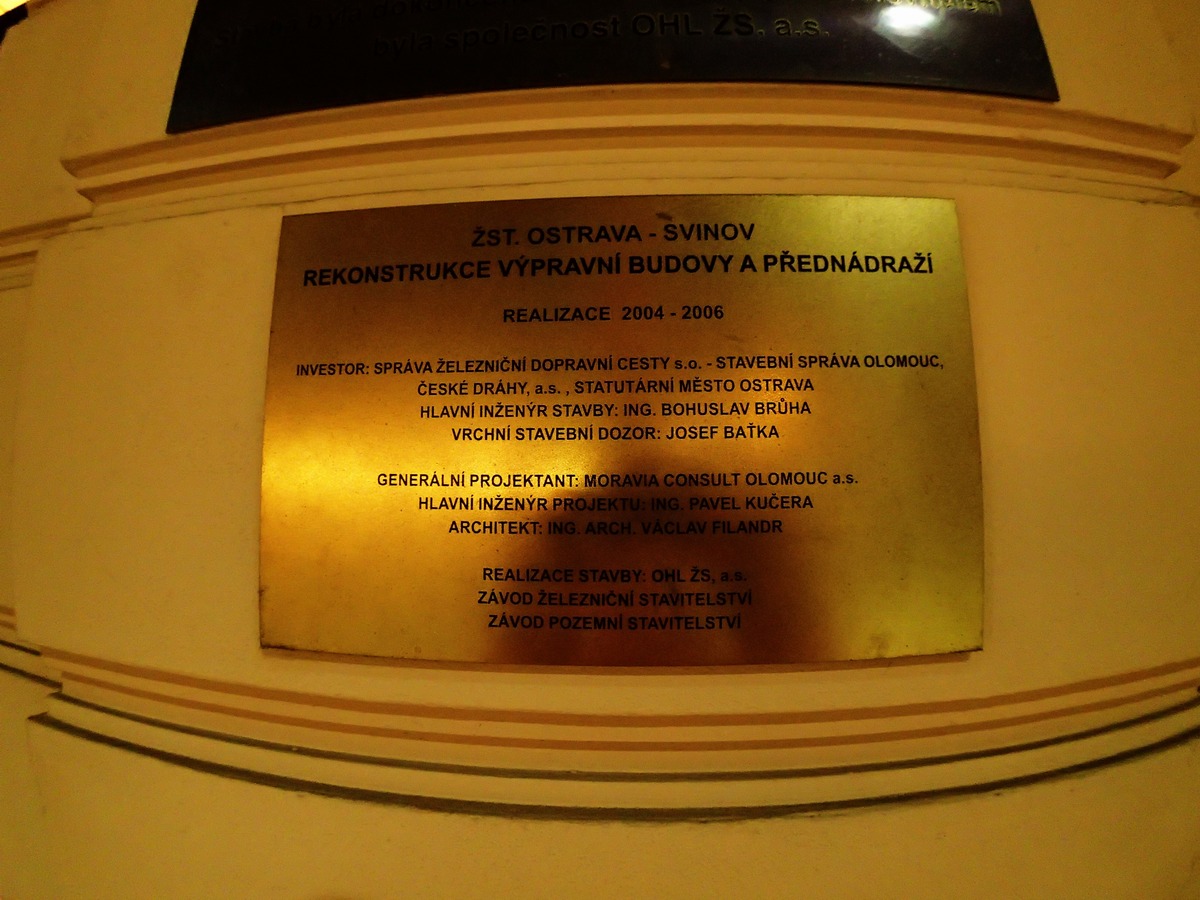 byla společnost OHL ŽS, a.s.
ŽST. OSTRAVA - SVINOV
REKONSTRUKCE VÝPRAVNÍ BUDOVY A PŘEDNÁDRAŽÍ
REALIZACE 2004 - 2006
INVESTOR: SPRÁVA ŽELEZNIČNÍ DOPRAVNÍ CESTY s.o. - STAVEBNÍ SPRÁVA OLOMOUC,
ČESKÉ DRÁHY, a.s. , STATUTÁRNÍ MĚSTO OSTRAVA
HLAVNÍ INŽENÝR STAVBY: ING. BOHUSLAV BRŮHA
VRCHNÍ STAVEBNÍ DOZOR: JOSEF BAŤKA
GENERÁLNÍ PROJEKTANT: MORAVIA CONSULT OLOMOUC a.s.
HLAVNÍ INŽENÝR PROJEKTU: ING. PAVEL KUČERA
ARCHITEKT: ING. ARCH. VÁCLAV FILANDR
REALIZACE STAVBY: OHL ŽS, a.s.
ZÁVOD ŽELEZNIČNÍ STAVITELSTVÍ
ZÁVOD POZEMNÍ STAVITELSTVÍ